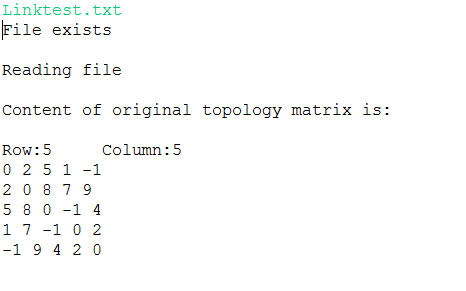 Linktest.txt
File exists
Reading file
Content of original topology matrix is:
Row:5     Column:5
0 2 5 1 -1
2 0 8 7 9
5 8 0 -1 4
1 7 -1 0 2
-1 9 4 2 0